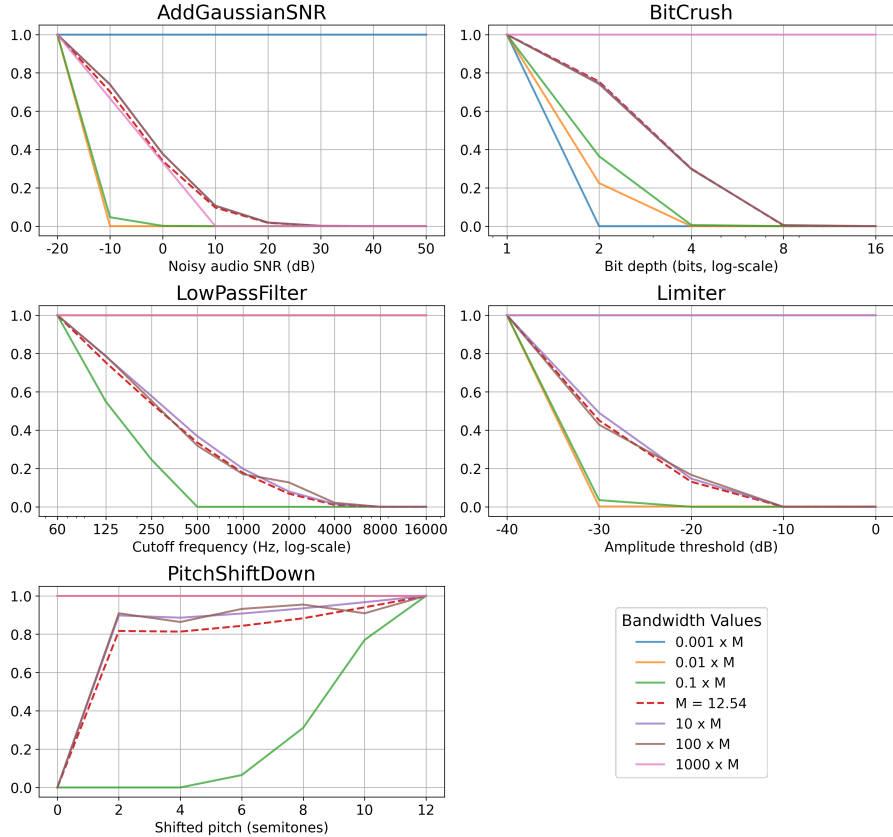 AddGaussianSNR
1.0
0.8
0.6
0.4
0.2
0.0
-20 -10 0 10 20 30 40 50
Noisy audio SNR (dB)
BitCrush
1.0
0.8
0.6
0.4
0.2
0.0
1 2 4 8 16
Bit depth (bits, log-scale)
LowPassFilter
1.0
0.8
0.6
0.4
0.2
0.0
60 125 250 500 1000 2000 4000 8000 16000
Cutoff frequency (Hz, log-scale)
Limiter
1.0
0.8
0.6
0.4
0.2
0.0
-40 -30 -20 -10 0
Amplitude threshold (dB)
PitchShiftDown
1.0
0.8
0.6
0.4
0.2
0.0
0 2 4 6 8 10 12
Shifted pitch (semitones)
Bandwidth Values
0.001 x M
0.01 x M
0.1 x M
M = 12.54
10 x M
100 x M
1000 x M